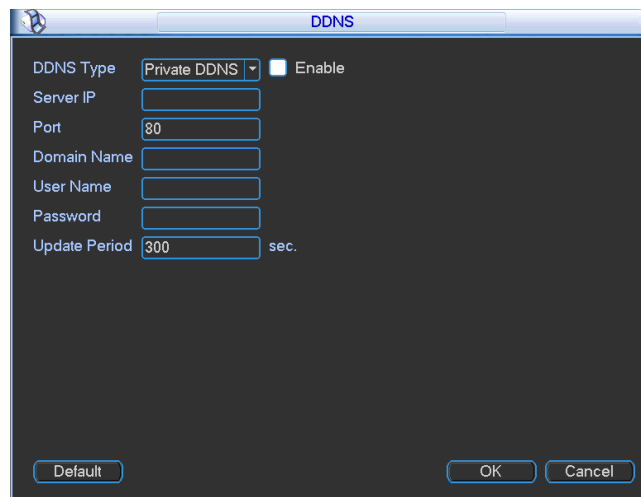 DDNS
DDNS Type Private DDNS Enable
Server IP
Port 80
Domain Name
User Name
Password
Update Period 300 sec.
Default OK Cancel